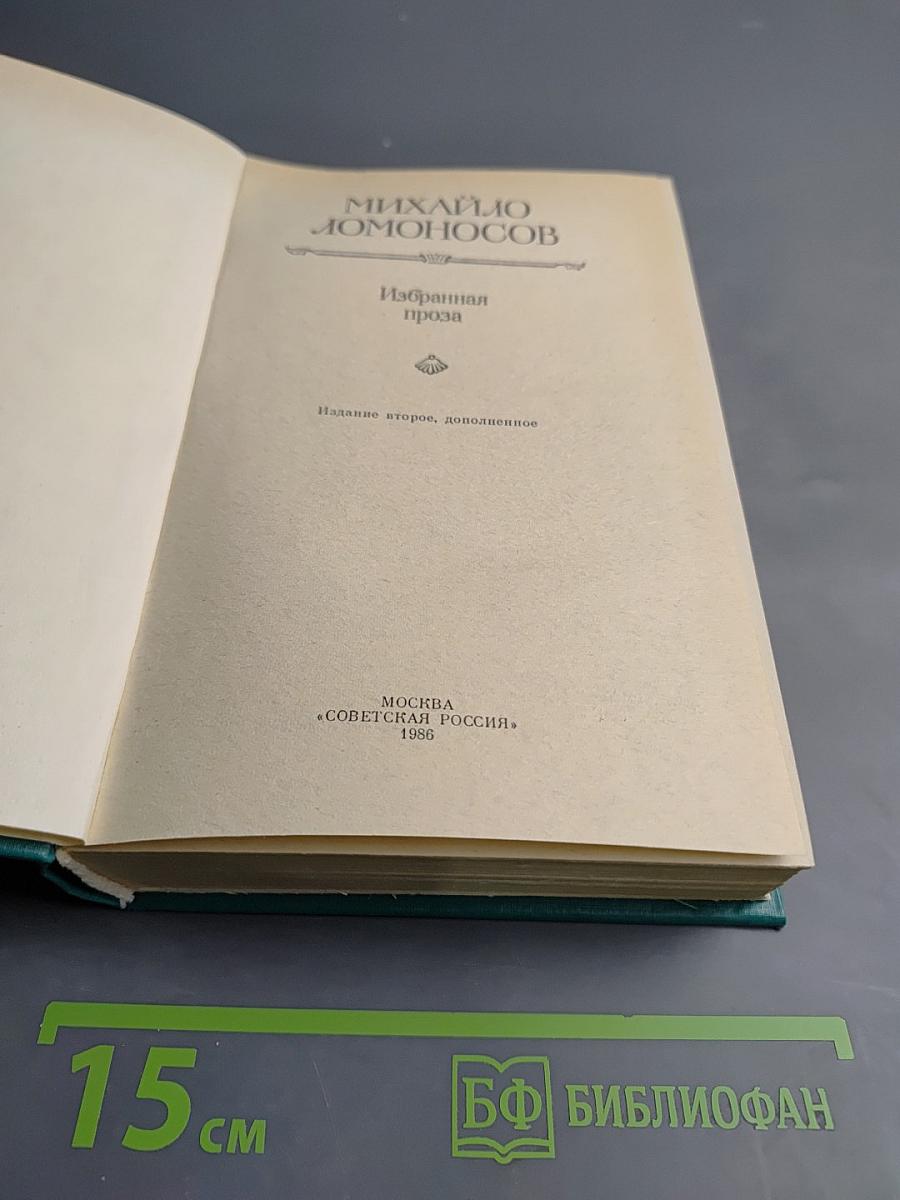 МИХАЙЛО
ЛОМОНОСОВ
Избранная
проза
Издание второе, дополненное
МОСКВА
«СОВЕТСКАЯ РОССИЯ»
1986
15 см
БФ БИБЛИОФАН